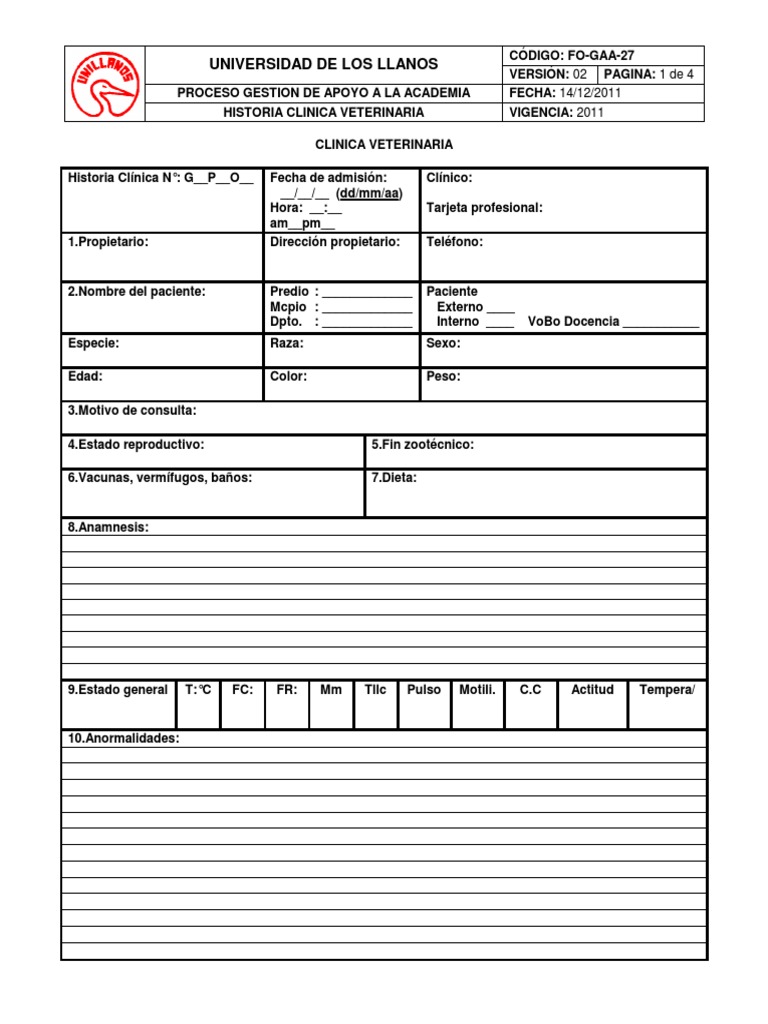 UNILLANOS
UNIVERSIDAD DE LOS LLANOS
CÓDIGO: FO-GAA-27
VERSION: 02 PAGINA: 1 de 4
PROCESO GESTION DE APOYO A LA ACADEMIA
FECHA: 14/12/2011
HISTORIA CLINICA VETERINARIA
VIGENCIA: 2011
CLINICA VETERINARIA
Historia Clínica N°: G__P__O__
Fecha de admisión:
__/__/__ (dd/mm/aa)
Hora: __:__
am__pm__
Clínico:
Tarjeta profesional:
1.Propietario:
Dirección propietario:
Teléfono:
2.Nombre del paciente:
Predio : _____________
Mcpio : _____________
Dpto. : _____________
Paciente
Externo ____
Interno ____ VoBo Docencia ___________
Especie:
Raza:
Sexo:
Edad:
Color:
Peso:
3.Motivo de consulta:
4.Estado reproductivo:
5.Fin zootécnico:
6.Vacunas, vermífugos, baños:
7.Dieta:
8.Anamnesis:
9.Estado general T:°C FC: FR: Mm Tllc Pulso Motili. C.C Actitud Tempera/
10.Anormalidades: